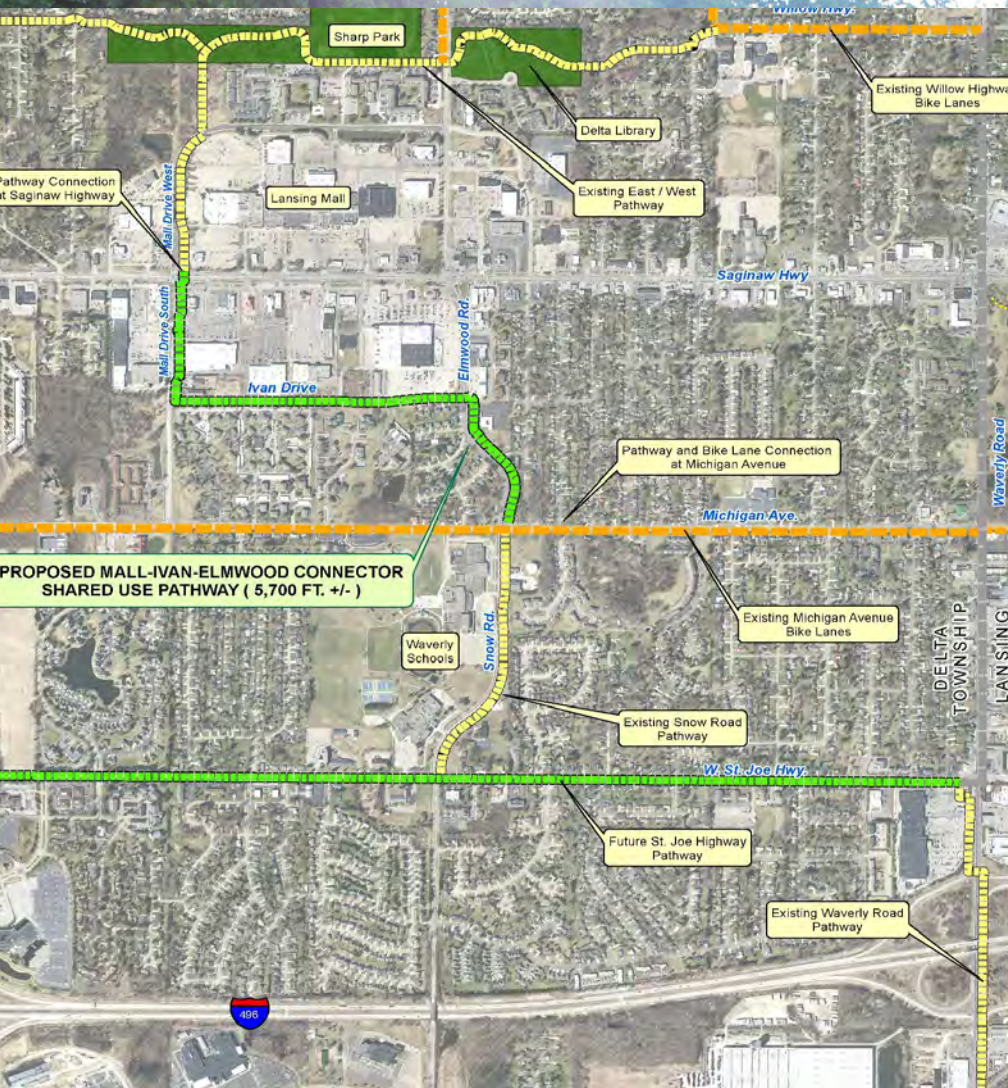 Willow Hwy.
Sharp Park
Existing Willow Highwa
Bike Lanes
Delta Library
Pathway Connection
at Saginaw Highway
Mall Drive West
Lansing Mall
Existing East / West
Pathway
Saginaw Hwy
Mall Drive South
Elmwood Rd.
Ivan Drive
Waverly Road
Pathway and Bike Lane Connection
at Michigan Avenue
Michigan Ave.
PROPOSED MALL-IVAN-ELMWOOD CONNECTOR
SHARED USE PATHWAY ( 5,700 FT. +/- )
Existing Michigan Avenue
Bike Lanes
Waverly
Schools
Snow Rd.
DELTA
TOWNSHIP
LANSING
Existing Snow Road
Pathway
W. St. Joe Hwy.
Future St. Joe Highway
Pathway
Existing Waverly Road
Pathway
496